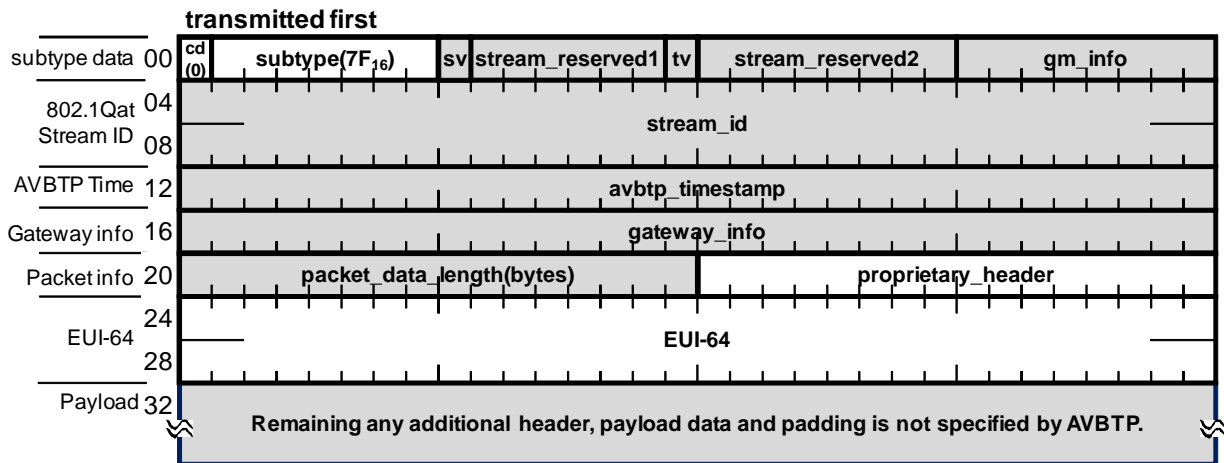 transmitted first
subtype data 00 cd (0) subtype(7F₁₆) sv stream_reserved1 tv stream_reserved2 gm_info
802.1Qat Stream ID 04 08 stream_id
AVBTP Time 12 avbtp_timestamp
Gateway info 16 gateway_info
Packet info 20 packet_data_length(bytes) proprietary_header
EUI-64 24 28 EUI-64
Payload 32 Remaining any additional header, payload data and padding is not specified by AVBTP.